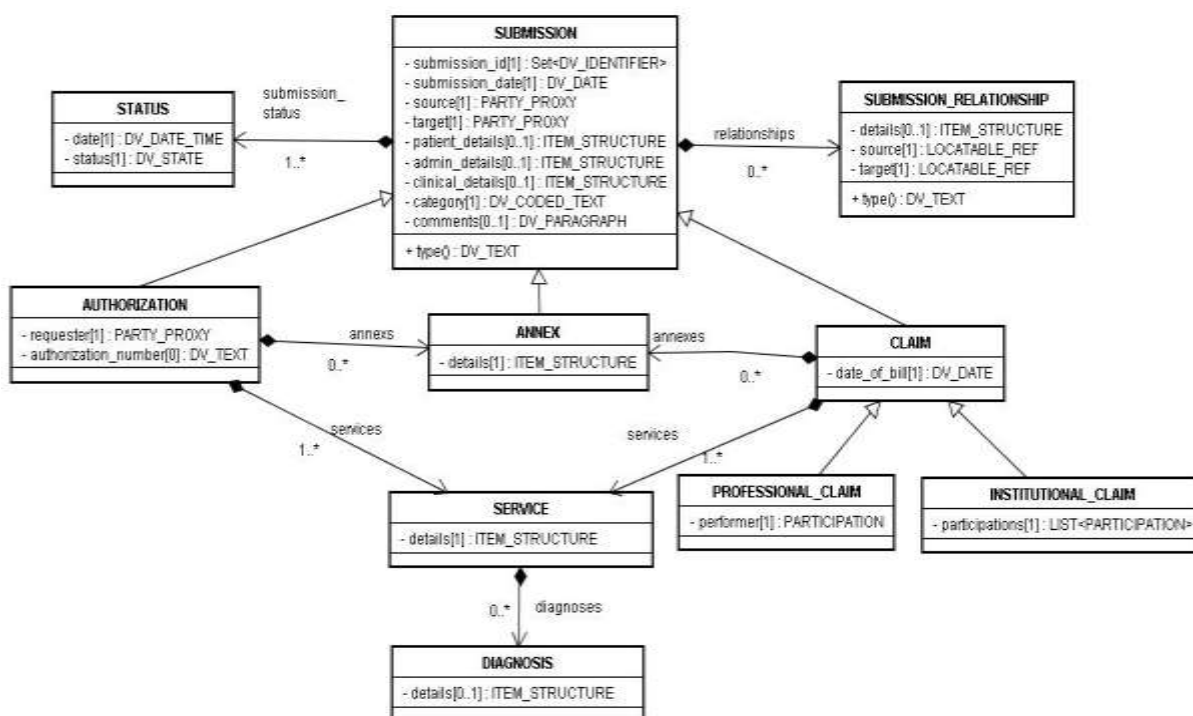 SUBMISSION
- submission_id[1] : Set<DV_IDENTIFIER>
- submission_date[1] : DV_DATE
- source[1] : PARTY_PROXY
- target[1] : PARTY_PROXY
- patient_details[0..1] : ITEM_STRUCTURE
- admin_details[0..1] : ITEM_STRUCTURE
- clinical_details[0..1] : ITEM_STRUCTURE
- category[1] : DV_CODED_TEXT
- comments[0..1] : DV_PARAGRAPH
+ type() : DV_TEXT
submission_
status
1..*
STATUS
- date[1] : DV_DATE_TIME
- status[1] : DV_STATE
relationships
0..*
SUBMISSION_RELATIONSHIP
- details[0..1] : ITEM_STRUCTURE
- source[1] : LOCATABLE_REF
- target[1] : LOCATABLE_REF
+ type() : DV_TEXT
AUTHORIZATION
- requester[1] : PARTY_PROXY
- authorization_number[0] : DV_TEXT
annexs
0..*
ANNEX
- details[1] : ITEM_STRUCTURE
annexes
0..*
CLAIM
- date_of_bill[1] : DV_DATE
services
1..*
services
1..*
PROFESSIONAL_CLAIM
- performer[1] : PARTICIPATION
INSTITUTIONAL_CLAIM
- participations[1] : LIST<PARTICIPATION>
SERVICE
- details[1] : ITEM_STRUCTURE
0..*
diagnoses
DIAGNOSIS
- details[0..1] : ITEM_STRUCTURE